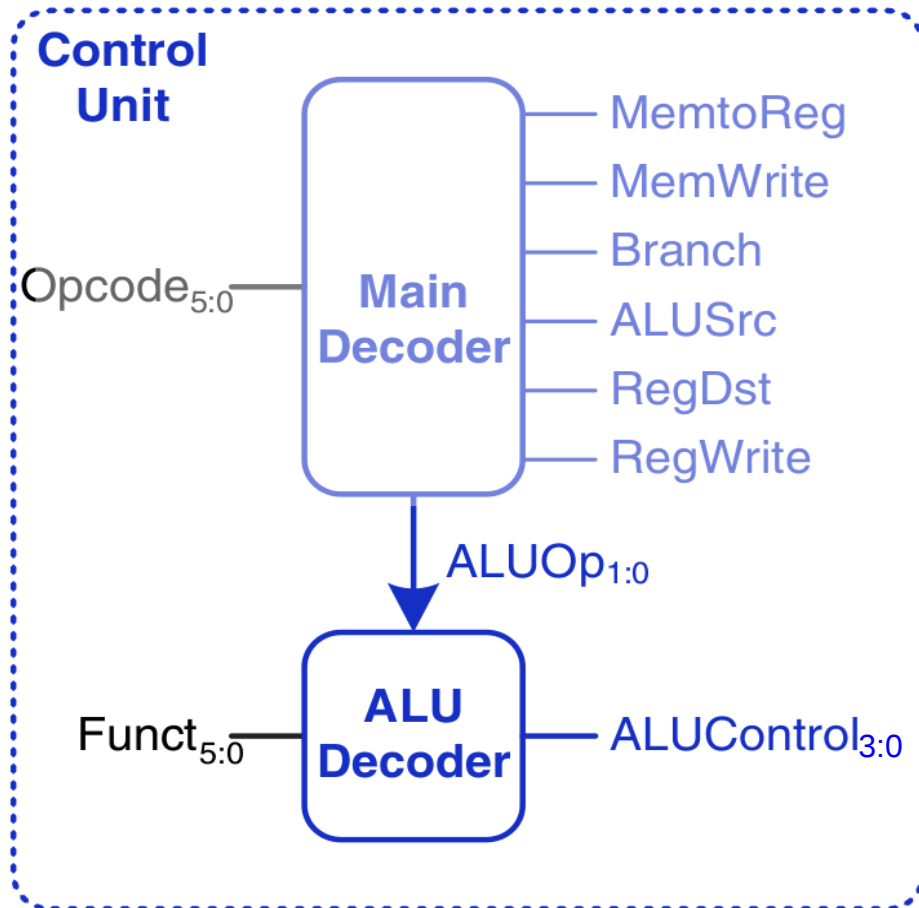 Control
Unit
MemtoReg
MemWrite
Branch
Opcode5:0
Main
Decoder
ALUSrc
RegDst
RegWrite
ALUOp1:0
ALU
Decoder
Funct5:0
ALUControl3:0